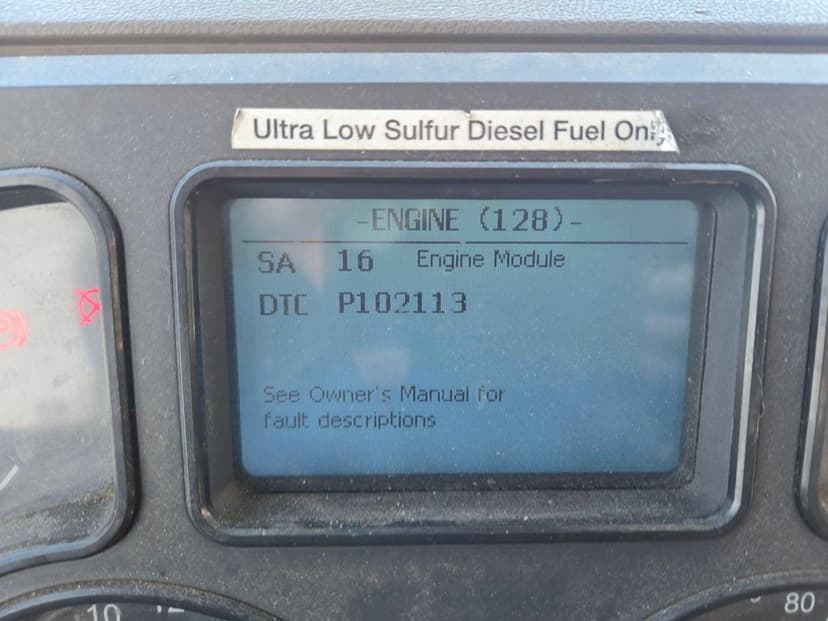 Ultra Low Sulfur Diesel Fuel Only
-ENGINE (128)-
SA 16 Engine Module
DTC P102113
See Owner's Manual for
fault descriptions
10 12
80